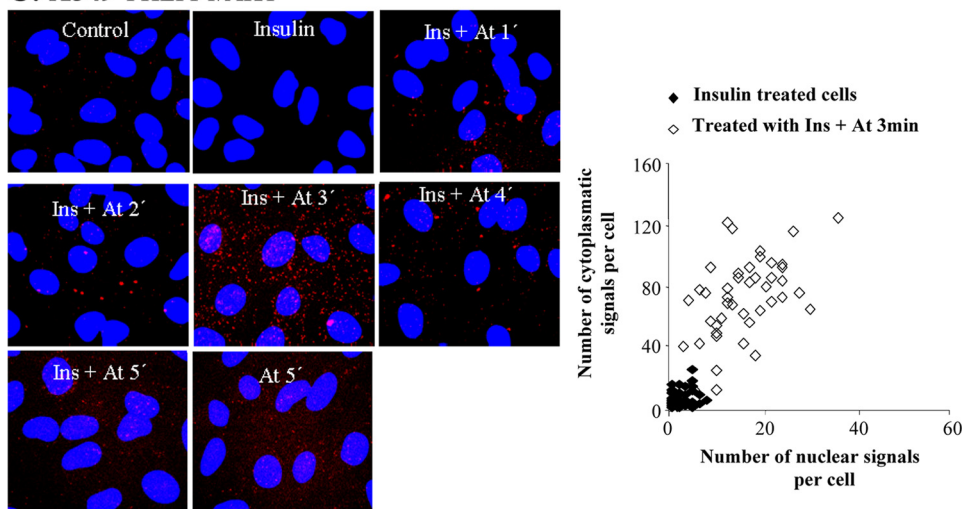 Control
Insulin
Ins + At 1´
Ins + At 2´
Ins + At 3´
Ins + At 4´
Ins + At 5´
At 5´
Insulin treated cells
Treated with Ins + At 3min
Number of cytoplasmatic
signals per cell
160
120
80
40
0
0
20
40
60
Number of nuclear signals
per cell